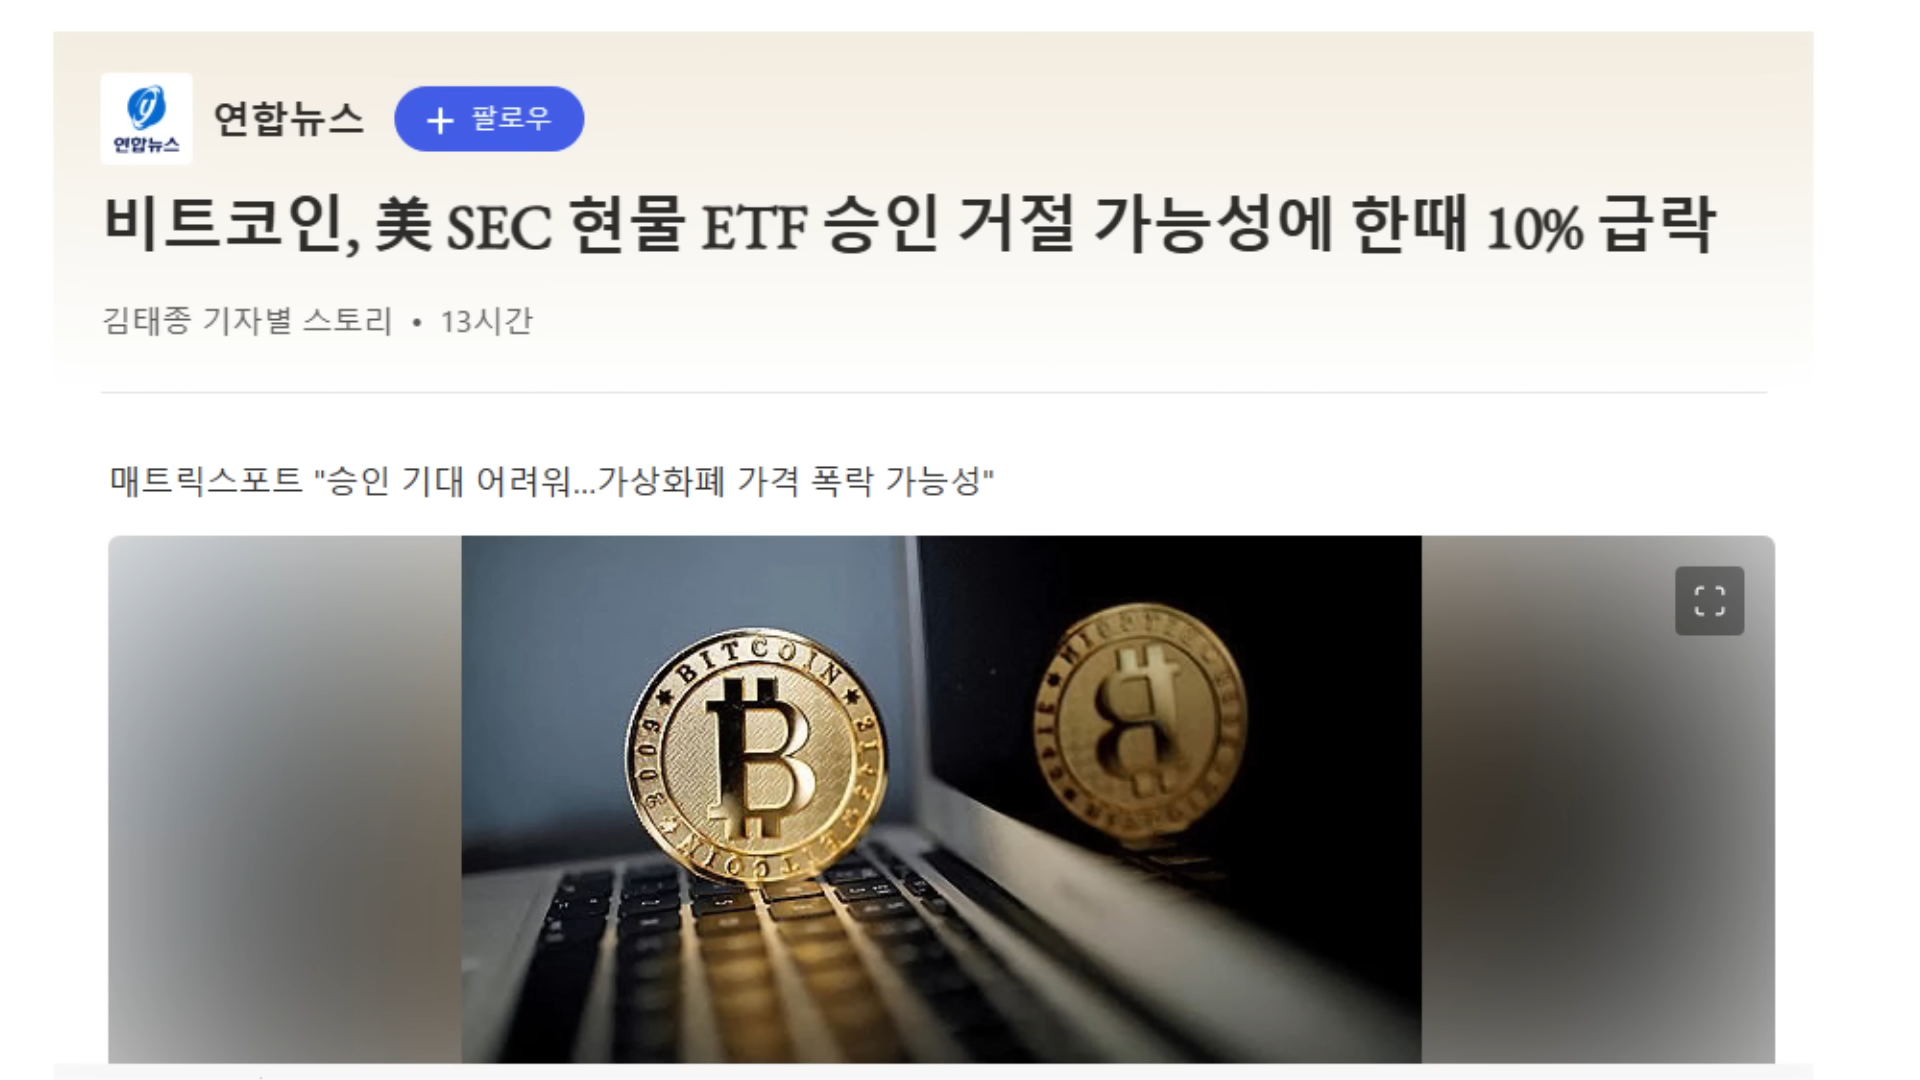 연합뉴스
연합뉴스
+ 팔로우
비트코인, 美 SEC 현물 ETF 승인 거절 가능성에 한때 10% 급락
김태종 기자별 스토리 • 13시간
매트릭스포트 "승인 기대 어려워...가상화폐 가격 폭락 가능성"
BITCOIN
B